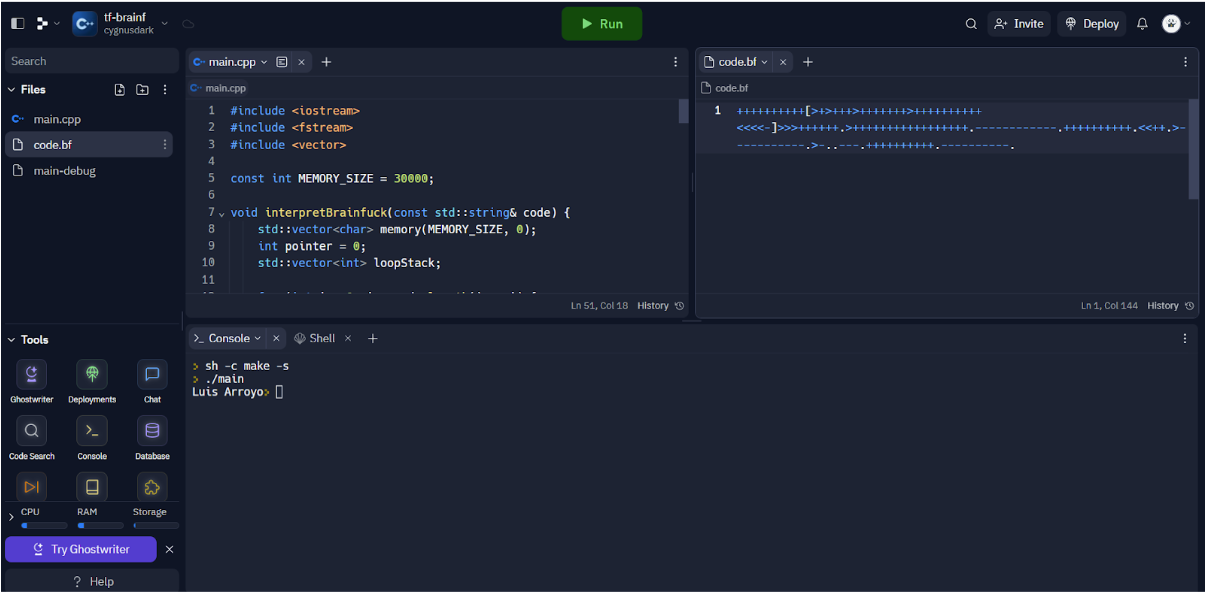 tf-brainf
cygnusdark
Run
Invite
Deploy
Search
Files
main.cpp
code.bf
main-debug
main.cpp
main.cpp
1 #include <iostream>
2 #include <fstream>
3 #include <vector>
4
5 const int MEMORY_SIZE = 30000;
6
7 void interpretBrainfuck(const std::string& code) {
8 std::vector<char> memory(MEMORY_SIZE, 0);
9 int pointer = 0;
10 std::vector<int> loopStack;
11
Ln 51, Col 18 History
code.bf
code.bf
1 ++++++++++[>+>+++>+++++++>++++++++++
<<<<-]>>>++++++.>+++++++++++++++++.------------.++++++++++.<<++.>-
----------.>-..---.++++++++++.----------.
Ln 1, Col 144 History
Tools
Ghostwriter Deployments Chat
Code Search Console Database
CPU RAM Storage
Try Ghostwriter
? Help
>_ Console
Shell
> sh -c make -s
> ./main
Luis Arroyo>